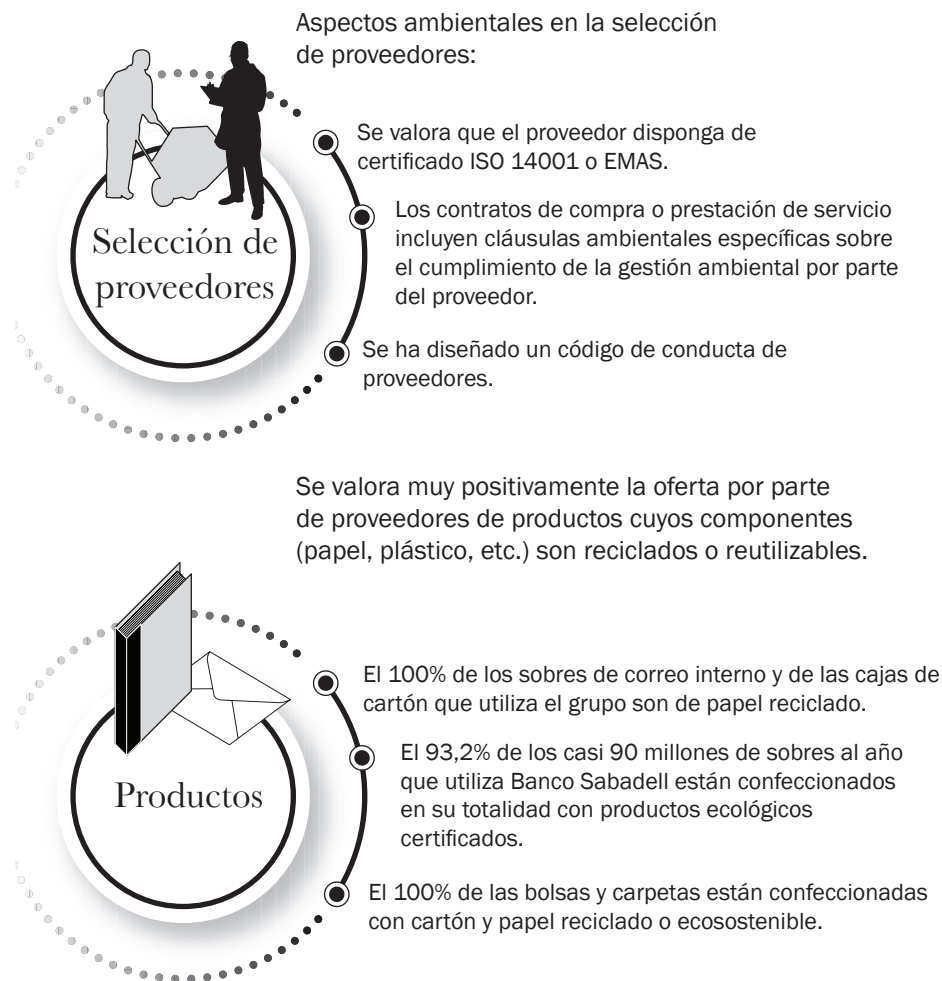 Aspectos ambientales en la selección
de proveedores:
Selección de
proveedores
Se valora que el proveedor disponga de
certificado ISO 14001 o EMAS.
Los contratos de compra o prestación de servicio
incluyen cláusulas ambientales específicas sobre
el cumplimiento de la gestión ambiental por parte
del proveedor.
Se ha diseñado un código de conducta de
proveedores.
Se valora muy positivamente la oferta por parte
de proveedores de productos cuyos componentes
(papel, plástico, etc.) son reciclados o reutilizables.
Productos
El 100% de los sobres de correo interno y de las cajas de
cartón que utiliza el grupo son de papel reciclado.
El 93,2% de los casi 90 millones de sobres al año
que utiliza Banco Sabadell están confeccionados
en su totalidad con productos ecológicos
certificados.
El 100% de las bolsas y carpetas están confeccionadas
con cartón y papel reciclado o ecosostenible.